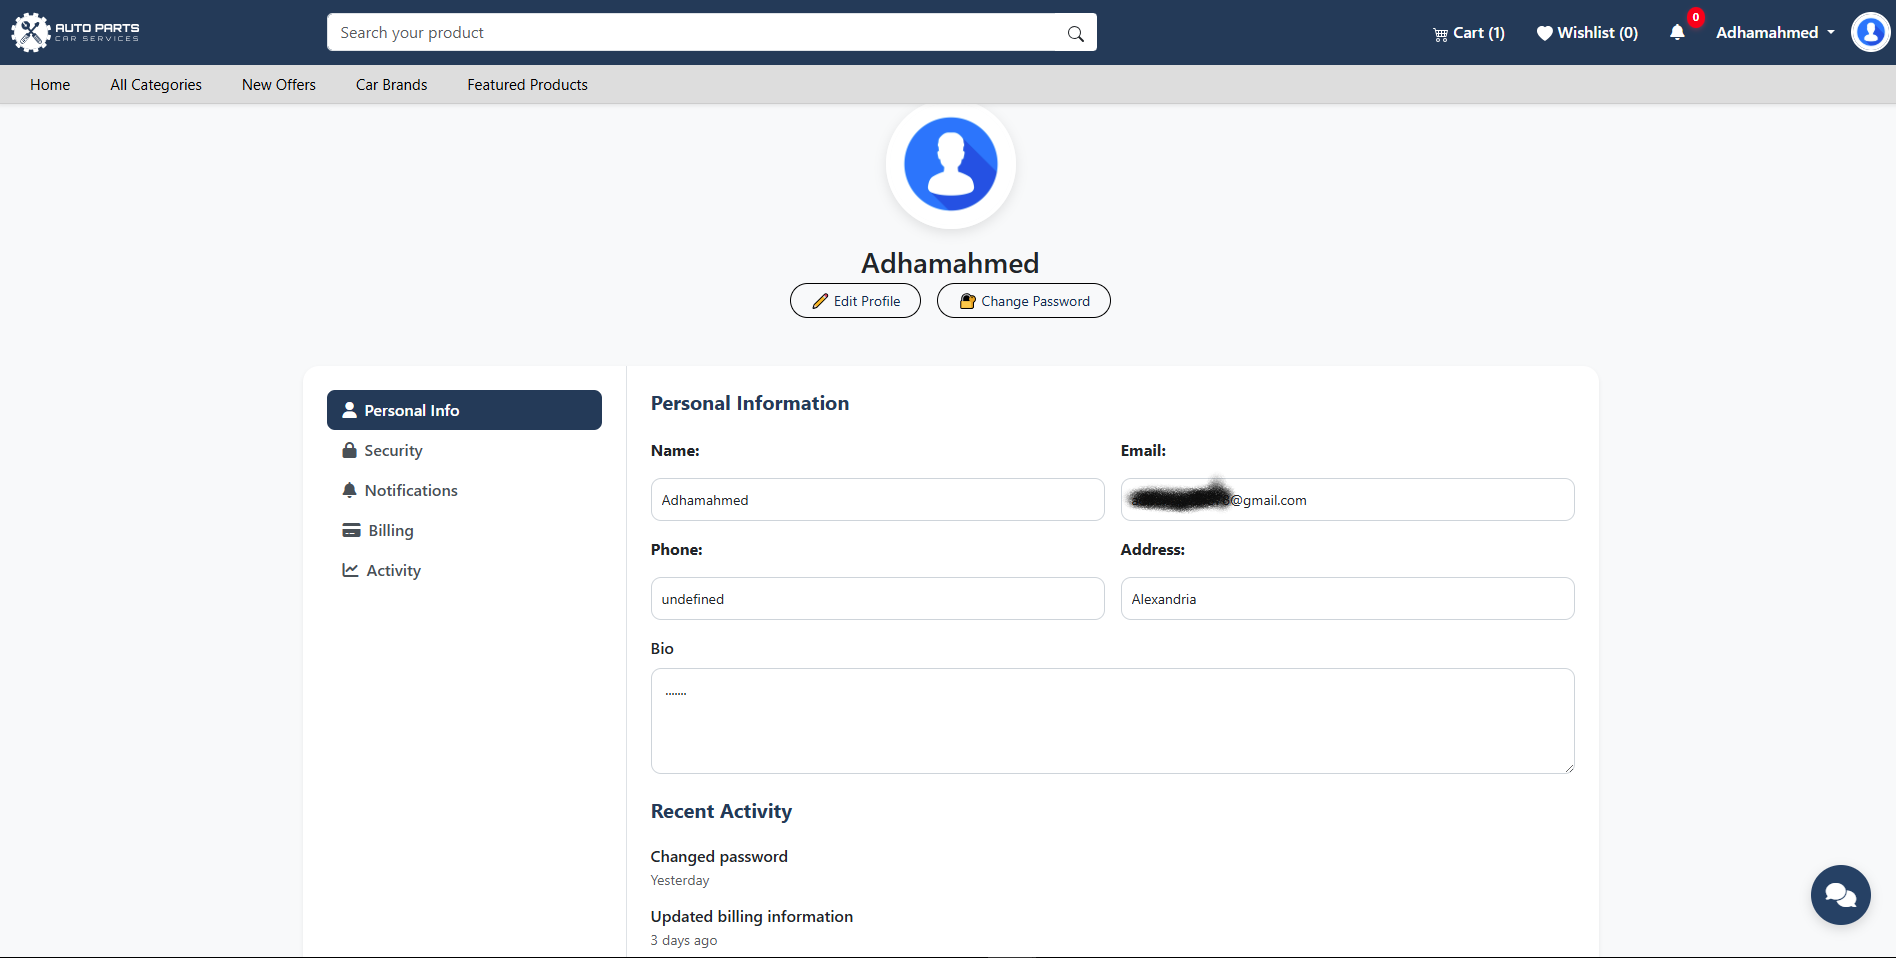 AUTO PARTS
CAR SERVICES
Search your product
Cart (1)
Wishlist (0)
0
Adhamahmed
Home
All Categories
New Offers
Car Brands
Featured Products
Adhamahmed
Edit Profile
Change Password
Personal Info
Security
Notifications
Billing
Activity
Personal Information
Name:
Email:
Adhamahmed
@gmail.com
Phone:
Address:
undefined
Alexandria
Bio
.......
Recent Activity
Changed password
Yesterday
Updated billing information
3 days ago